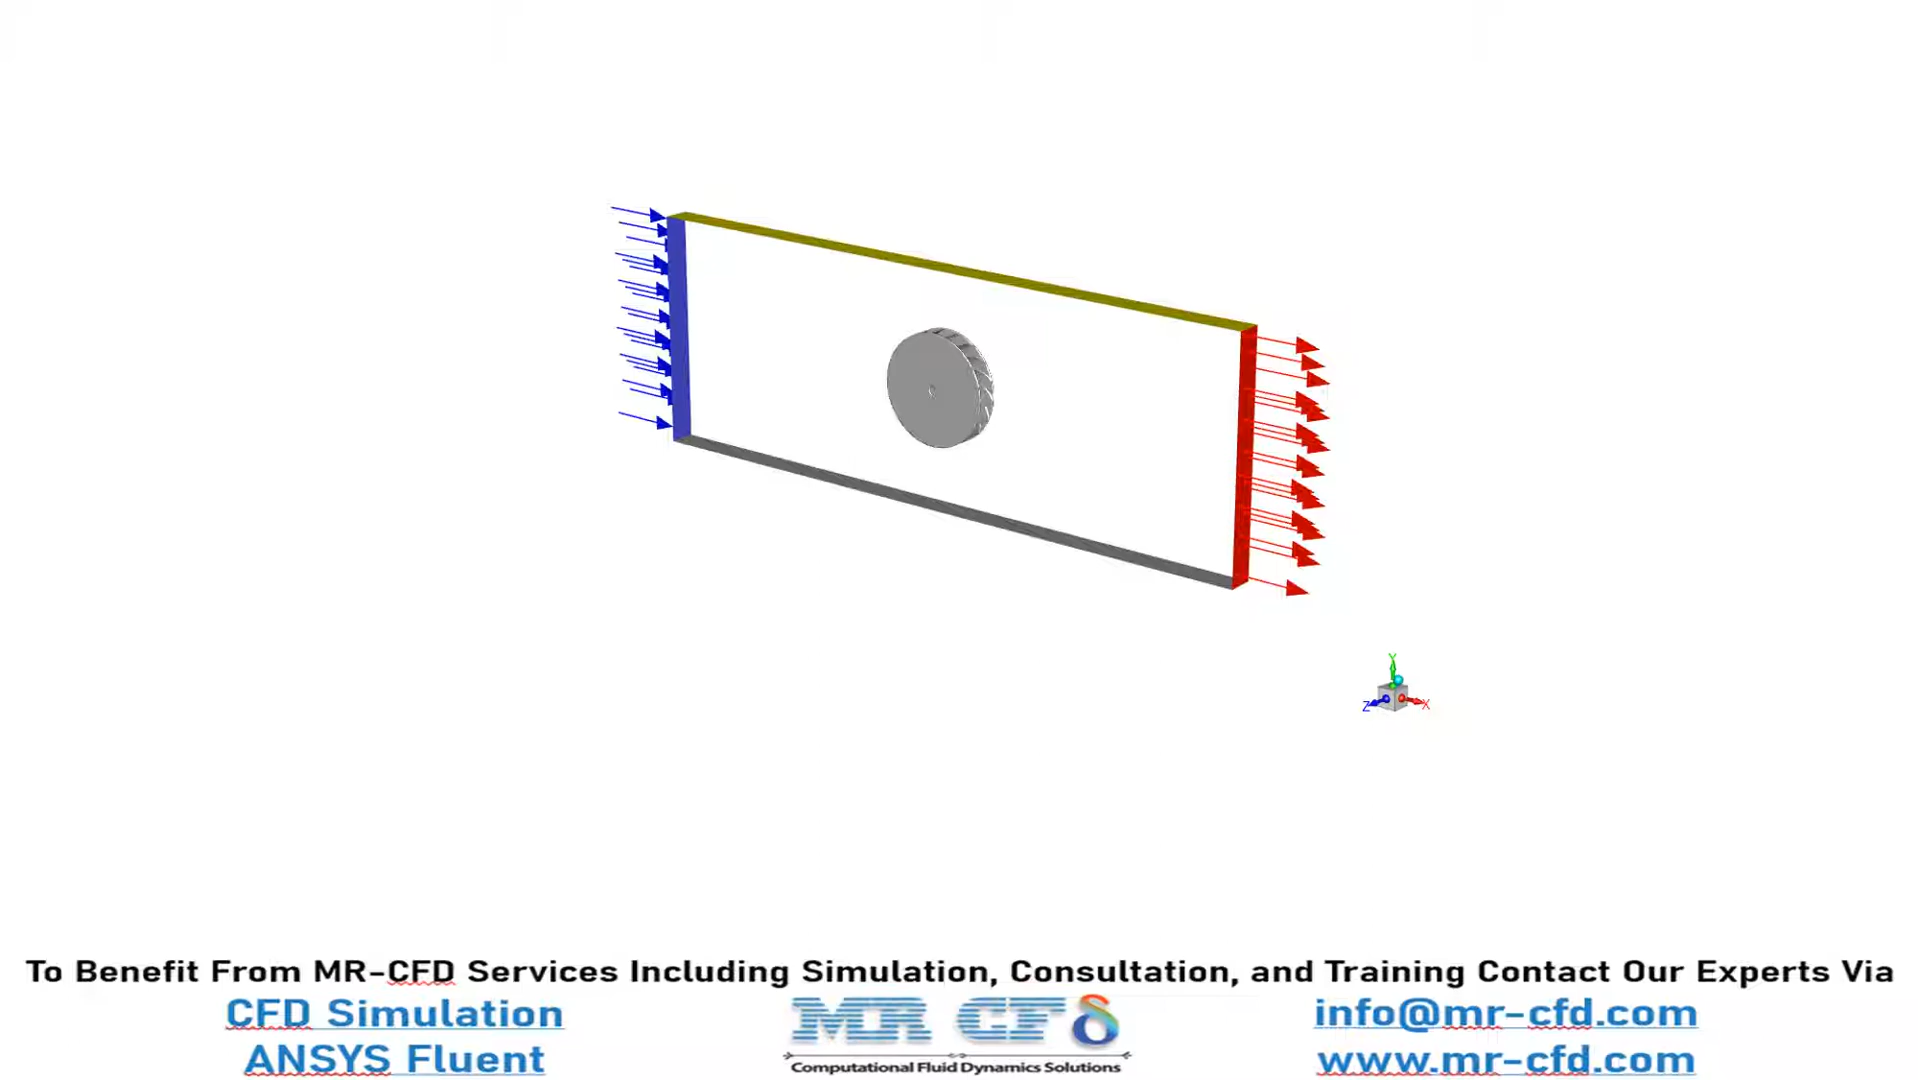 Y
Z
X
To Benefit From MR-CFD Services Including Simulation, Consultation, and Training Contact Our Experts Via
CFD Simulation
ANSYS Fluent
MR CFδ
Computational Fluid Dynamics Solutions
info@mr-cfd.com
www.mr-cfd.com